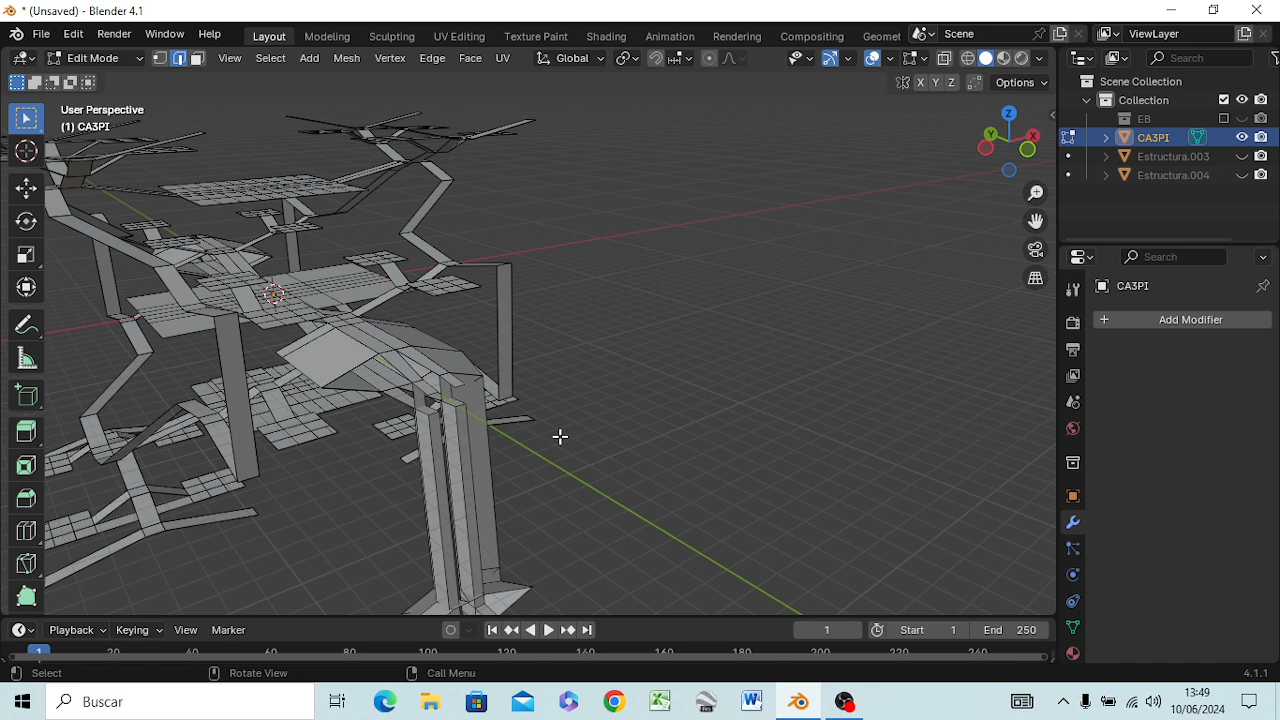 * (Unsaved) - Blender 4.1
File Edit Render Window Help Layout Modeling Sculpting UV Editing Texture Paint Shading Animation Rendering Compositing Geomet Scene ViewLayer
Edit Mode View Select Add Mesh Vertex Edge Face UV Global Search
X Y Z Options
User Perspective
(1) CA3PI
Z
Y
X
Scene Collection
Collection
EB
CA3PI
Estructura.003
Estructura.004
Search
CA3PI
+ Add Modifier
Playback Keying View Marker 1 Start 1 End 250
1 20 40 60 80 100 120 140 160 180 200 220 240
Select Rotate View Call Menu 4.1.1
Buscar
13:49
10/06/2024